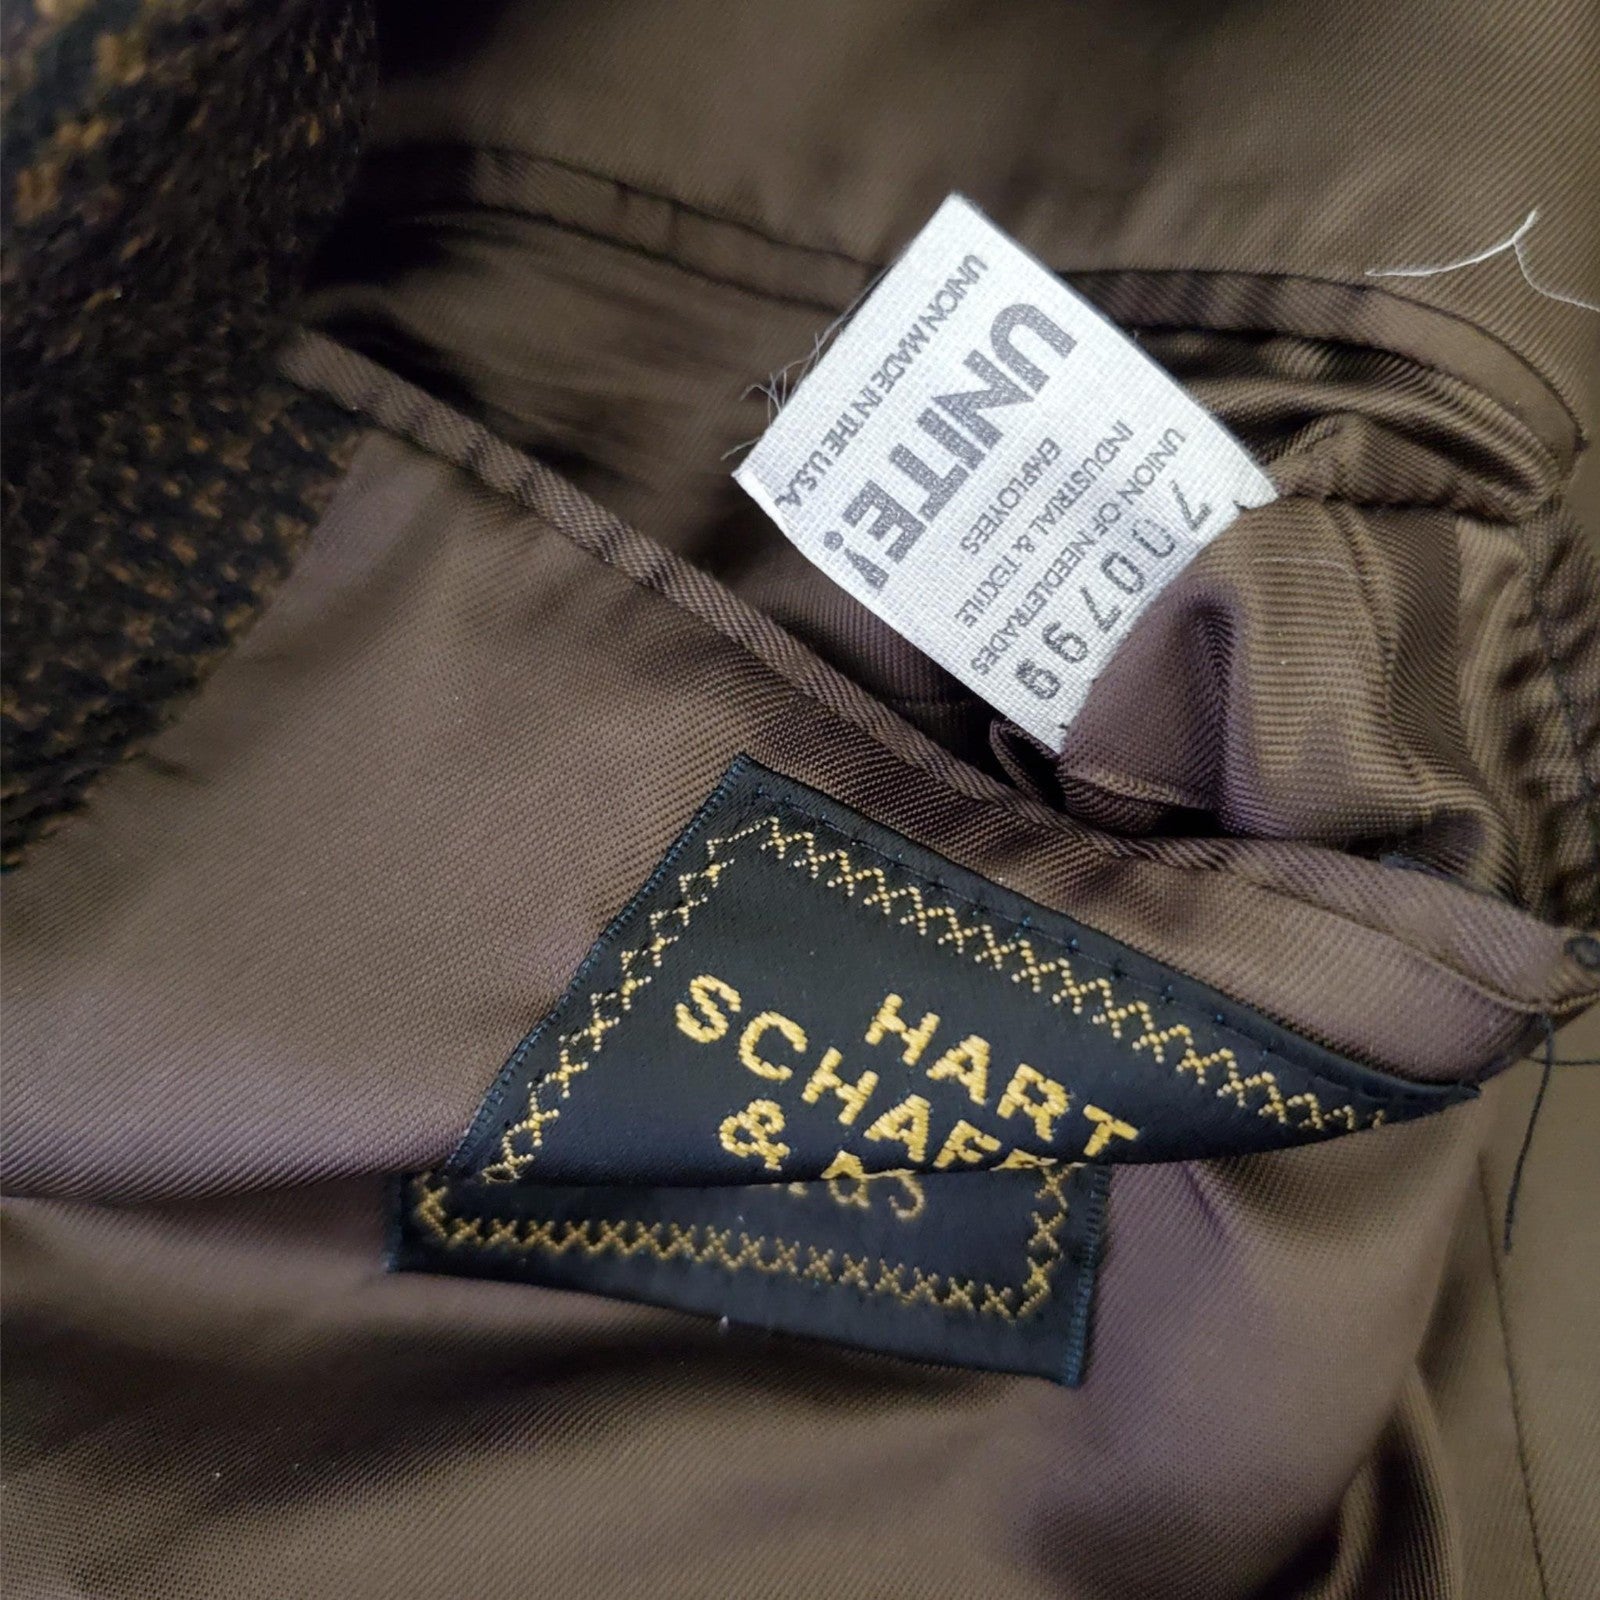 UNION MADE IN THE U.S.A.
UNITE!
UNION OF NEEDLETRADES
INDUSTRIAL & TEXTILE
EMPLOYEES
700799
HART
SCHAFF
&